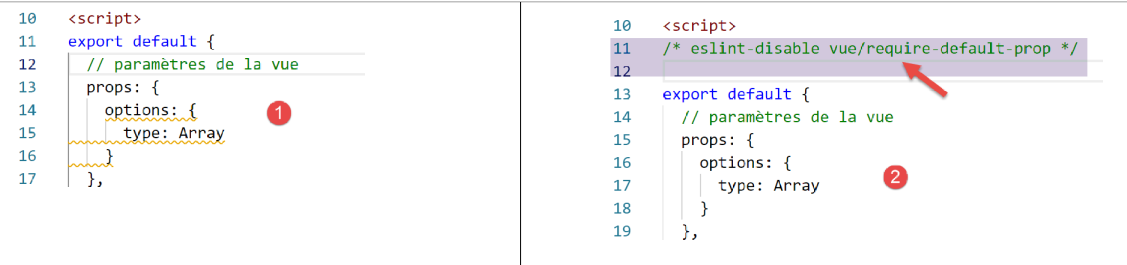 10 <script>
11 export default {
12 // paramètres de la vue
13 props: {
14 options: {
15 type: Array
16 }
17 },
1
10 <script>
11 /* eslint-disable vue/require-default-prop */
12
13 export default {
14 // paramètres de la vue
15 props: {
16 options: {
17 type: Array
18 }
19 },
2